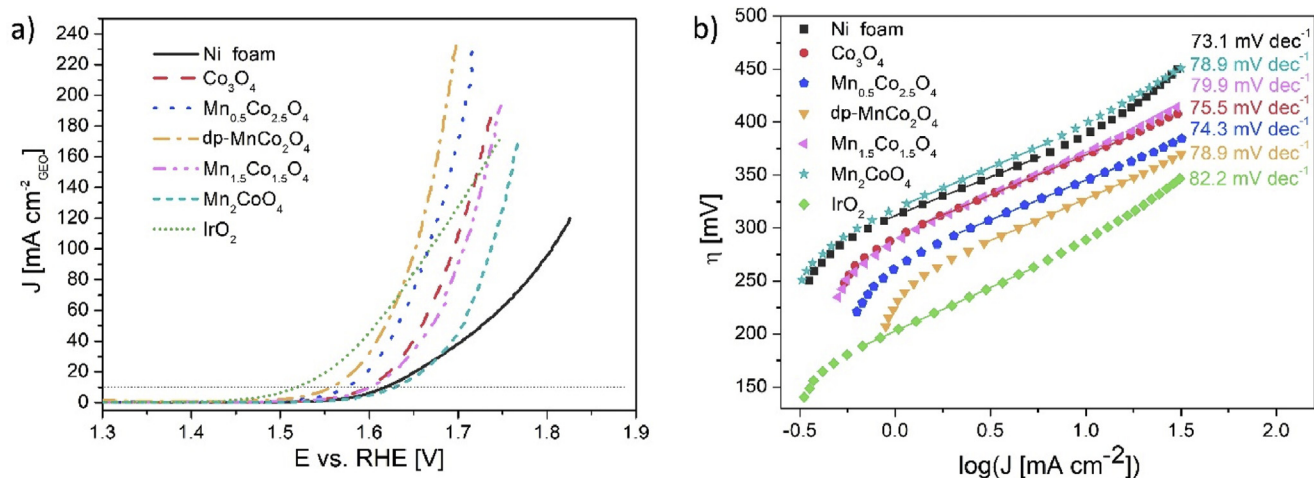 a)
240
220
200
180
160
140
120
100
80
60
40
20
10
0
J [mA cm⁻²GEO]
Ni foam
Co₃O₄
Mn₀.₅Co₂.₅O₄
dp-MnCo₂O₄
Mn₁.₅Co₁.₅O₄
Mn₂CoO₄
IrO₂
1.3 1.4 1.5 1.6 1.7 1.8 1.9
E vs. RHE [V]
b)
500
450
400
350
300
250
200
150
η [mV]
Ni foam
Co₃O₄
Mn₀.₅Co₂.₅O₄
dp-MnCo₂O₄
Mn₁.₅Co₁.₅O₄
Mn₂CoO₄
IrO₂
73.1 mV dec⁻¹
78.9 mV dec⁻¹
79.9 mV dec⁻¹
75.5 mV dec⁻¹
74.3 mV dec⁻¹
78.9 mV dec⁻¹
82.2 mV dec⁻¹
-0.5 0.0 0.5 1.0 1.5 2.0
log(J [mA cm⁻²])